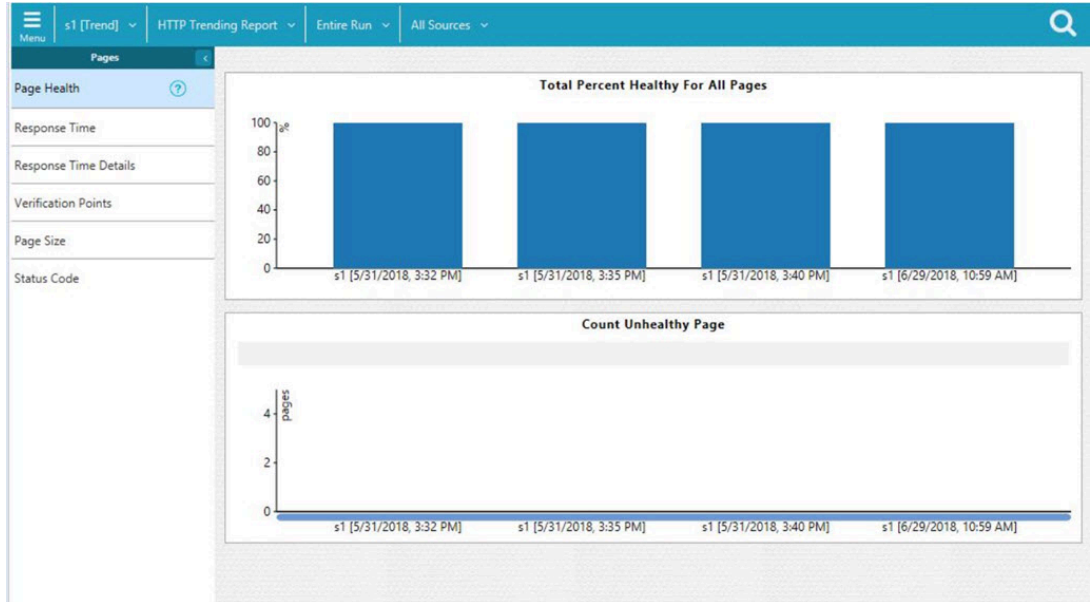 Menu
s1 [Trend]
HTTP Trending Report
Entire Run
All Sources
Pages
Page Health
?
Response Time
Response Time Details
Verification Points
Page Size
Status Code
Total Percent Healthy For All Pages
%
100
80
60
40
20
0
s1 [5/31/2018, 3:32 PM]
s1 [5/31/2018, 3:35 PM]
s1 [5/31/2018, 3:40 PM]
s1 [6/29/2018, 10:59 AM]
Count Unhealthy Page
pages
4
2
0
s1 [5/31/2018, 3:32 PM]
s1 [5/31/2018, 3:35 PM]
s1 [5/31/2018, 3:40 PM]
s1 [6/29/2018, 10:59 AM]